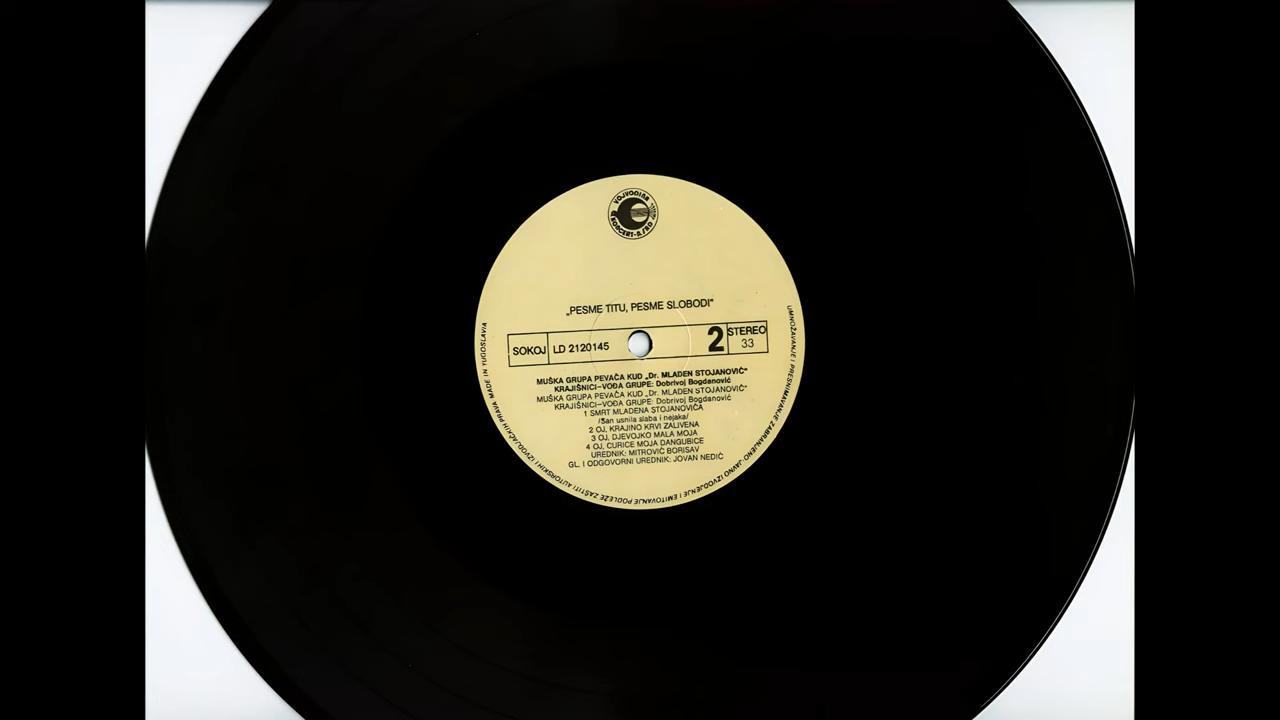 VOJVODINA
KONCERT-N.SAD
„PESME TITU, PESME SLOBODI"
SOKOJ LD 2120145 2 STEREO 33
MUŠKA GRUPA PEVAČA KUD „Dr. MLADEN STOJANOVIĆ"
KRAJIŠNICI-VOĐA GRUPE: Dobrivoj Bogdanović
MUŠKA GRUPA PEVAČA KUD „Dr. MLADEN STOJANOVIĆ"
KRAJIŠNICI-VOĐA GRUPE: Dobrivoj Bogdanović
1 SMRT MLADENA STOJANOVIĆA
/San usnila slaba i nejaka/
2 OJ, KRAJINO KRVI ZALIVENA
3 OJ, DJEVOJKO MALA MOJA
4 OJ, CURICE MOJA DANGUBICE
UREDNIK: MITROVIĆ BORISAV
GL. I ODGOVORNI UREDNIK: JOVAN NEDIĆ
UMNOŽAVANJE I PRESNIMAVANJE ZABRANJENO-JAVNO IZVODJENJE I EMITOVANJE PODLEŽE ZAŠTITI AUTORSKIH I IZVODJAČKIH PRAVA MADE IN YUGOSLAVIA